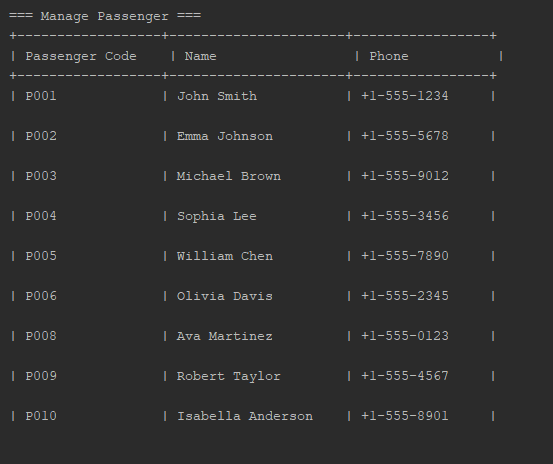 === Manage Passenger ===
+------------------+----------------------+-----------------+
| Passenger Code    | Name                 | Phone           |
+------------------+----------------------+-----------------+
| P001             | John Smith           | +1-555-1234     |
| P002             | Emma Johnson         | +1-555-5678     |
| P003             | Michael Brown        | +1-555-9012     |
| P004             | Sophia Lee           | +1-555-3456     |
| P005             | William Chen         | +1-555-7890     |
| P006             | Olivia Davis         | +1-555-2345     |
| P008             | Ava Martinez         | +1-555-0123     |
| P009             | Robert Taylor        | +1-555-4567     |
| P010             | Isabella Anderson    | +1-555-8901     |